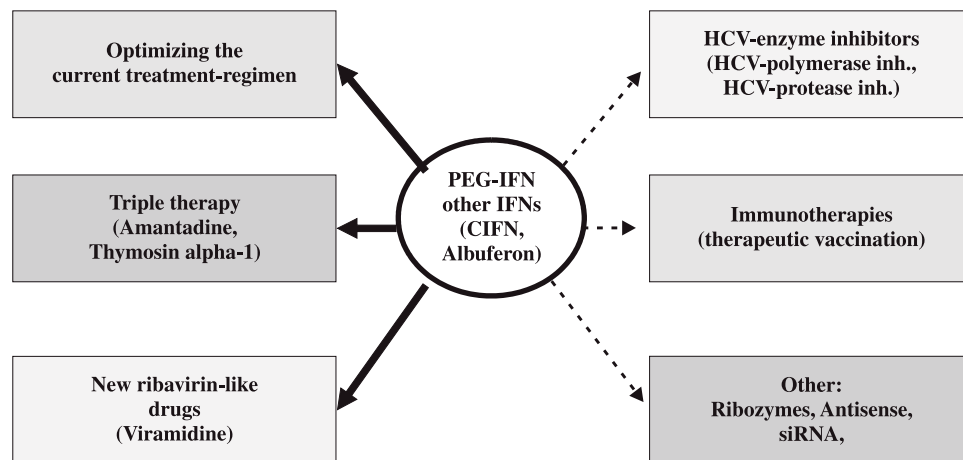 Optimizing the
current treatment-regimen
HCV-enzyme inhibitors
(HCV-polymerase inh.,
HCV-protease inh.)
PEG-IFN
other IFNs
(CIFN,
Albuferon)
Triple therapy
(Amantadine,
Thymosin alpha-1)
Immunotherapies
(therapeutic vaccination)
New ribavirin-like
drugs
(Viramidine)
Other:
Ribozymes, Antisense,
siRNA,